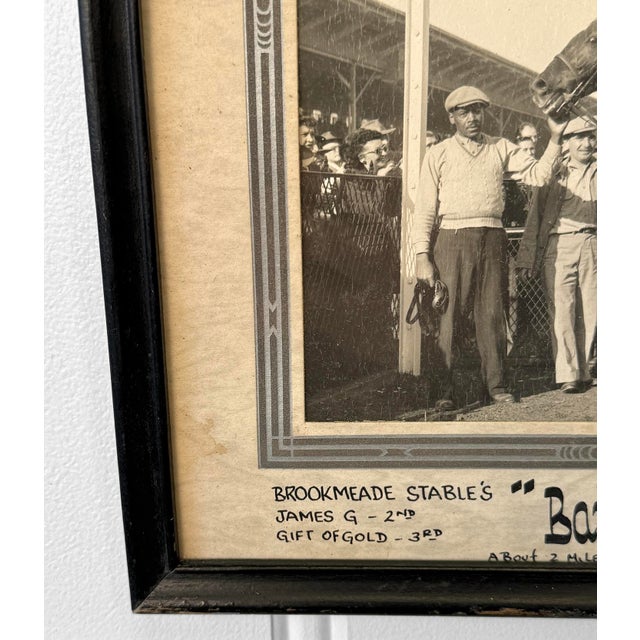 BROOKMEADE STABLE'S "Ba
JAMES G - 2ND
GIFT OF GOLD - 3RD
ABOUT 2 MILE